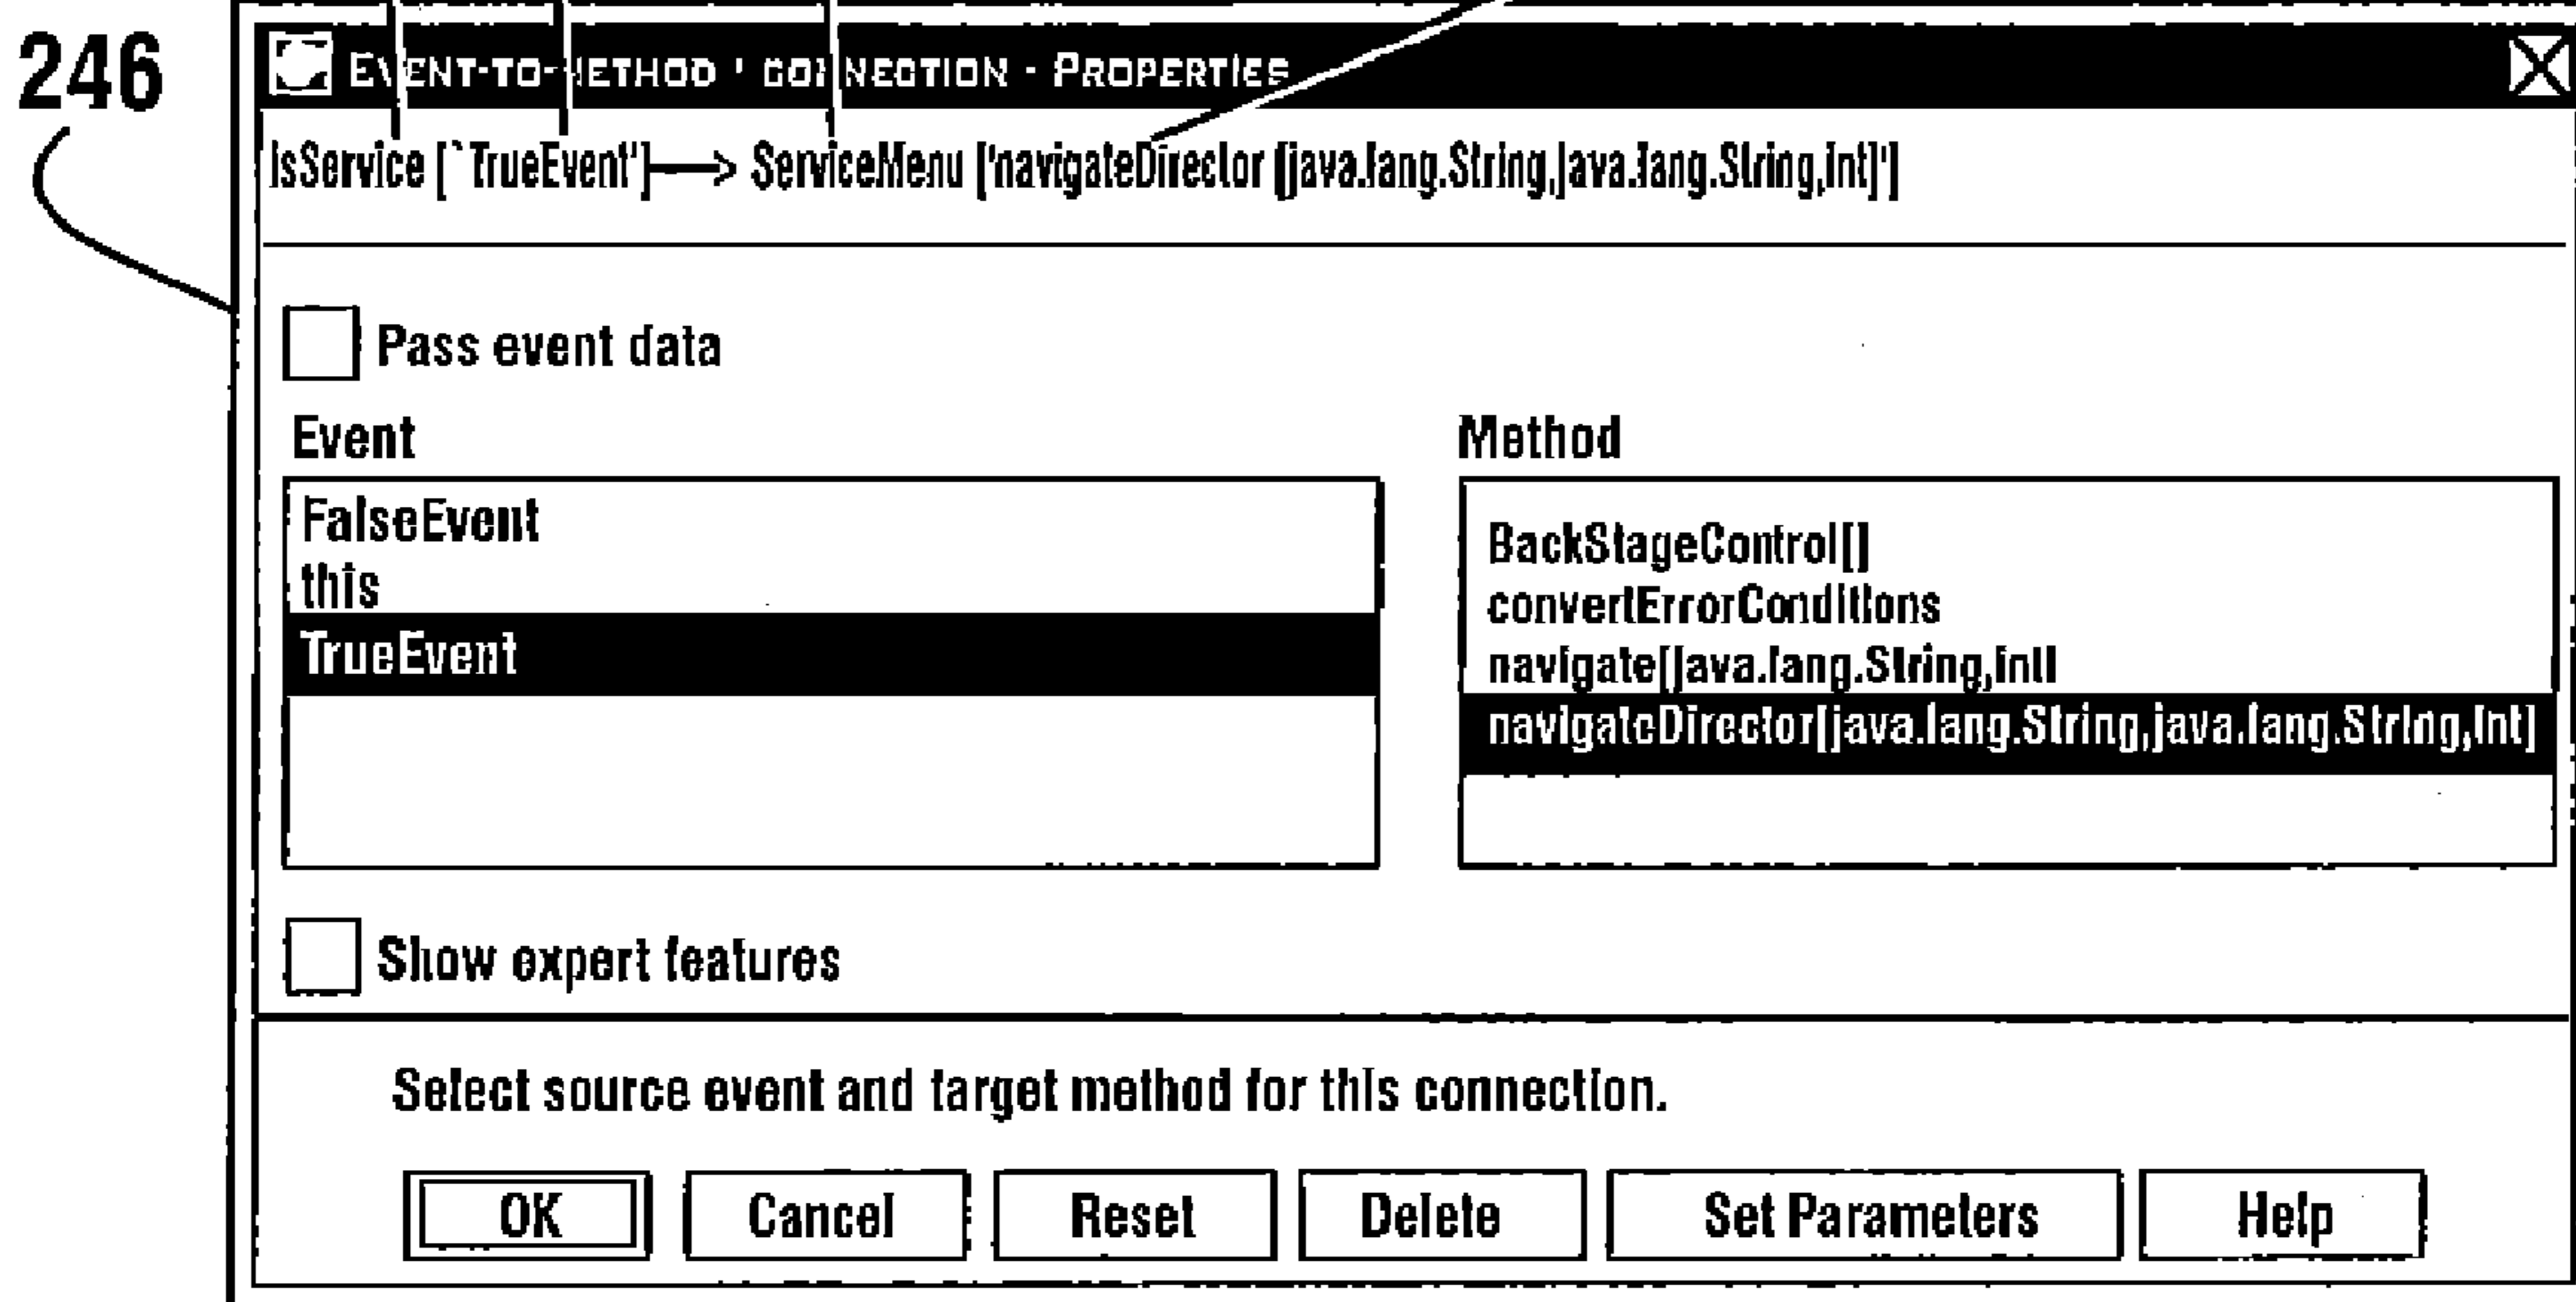 246
EVENT-TO-METHOD ' CONNECTION - PROPERTIES
IsService [`TrueEvent']—> ServiceMenu ['navigateDirector [java.lang.String,java.lang.String,int]']
Pass event data
Event
Method
FalseEvent
this
TrueEvent
BackStageControl[]
convertErrorConditions
navigate[java.lang.String,int]
navigateDirector[java.lang.String,java.lang.String,int]
Show expert features
Select source event and target method for this connection.
OK
Cancel
Reset
Delete
Set Parameters
Help